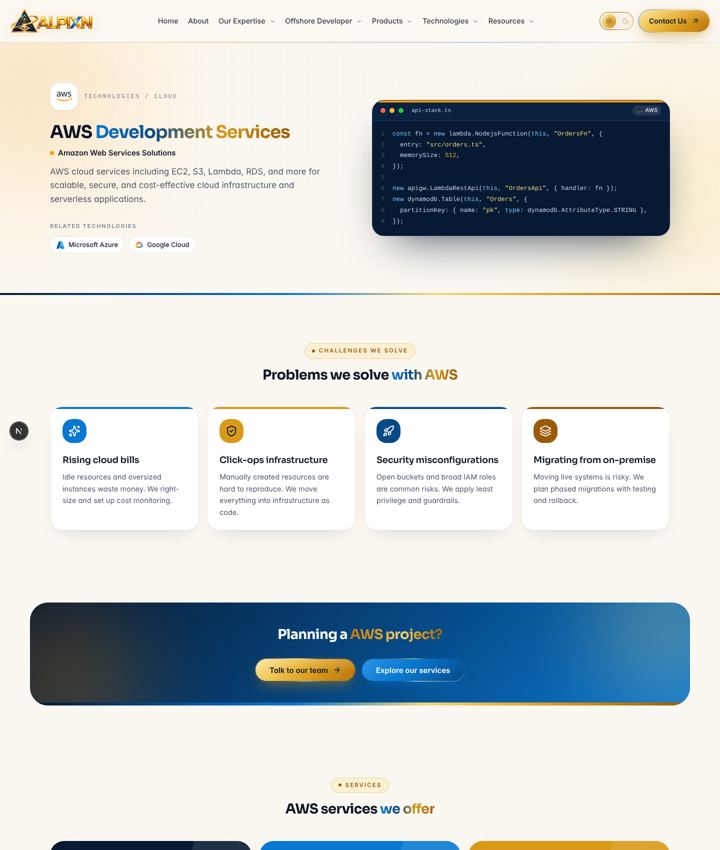 ALPIXN
Home About Our Expertise Offshore Developer Products Technologies Resources
Contact Us
aws
TECHNOLOGIES / CLOUD
AWS Development Services
Amazon Web Services Solutions
AWS cloud services including EC2, S3, Lambda, RDS, and more for
scalable, secure, and cost-effective cloud infrastructure and
serverless applications.
RELATED TECHNOLOGIES
Microsoft Azure Google Cloud
api-stack.ts
... AWS
1 const fn = new lambda.NodejsFunction(this, "OrdersFn", {
2 entry: "src/orders.ts",
3 memorySize: 512,
4 });
5
6 new apigw.LambdaRestApi(this, "OrdersApi", { handler: fn });
7 new dynamodb.Table(this, "Orders", {
8 partitionKey: { name: "pk", type: dynamodb.AttributeType.STRING },
9 });
CHALLENGES WE SOLVE
Problems we solve with AWS
N
Rising cloud bills
Idle resources and oversized
instances waste money. We right-
size and set up cost monitoring.
Click-ops infrastructure
Manually created resources are
hard to reproduce. We move
everything into infrastructure as
code.
Security misconfigurations
Open buckets and broad IAM roles
are common risks. We apply least
privilege and guardrails.
Migrating from on-premise
Moving live systems is risky. We
plan phased migrations with testing
and rollback.
Planning a AWS project?
Talk to our team
Explore our services
SERVICES
AWS services we offer